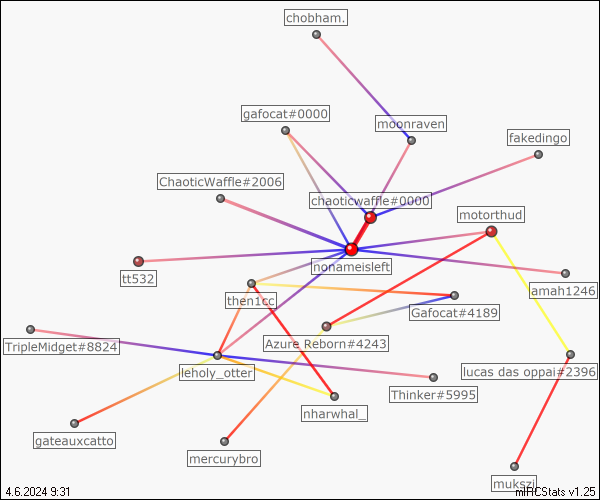 chobham.
gafocat#0000
moonraven
fakedingo
ChaoticWaffle#2006
chaoticwaffle#0000
motorthud
nonameisleft
tt532
amah1246
then1cc
Gafocat#4189
Azure Reborn#4243
TripleMidget#8824
leholy_otter
lucas das oppai#2396
Thinker#5995
nharwhal_
gateauxcatto
mercurybro
mukszi
4.6.2024 9:31
mIRCStats v1.25